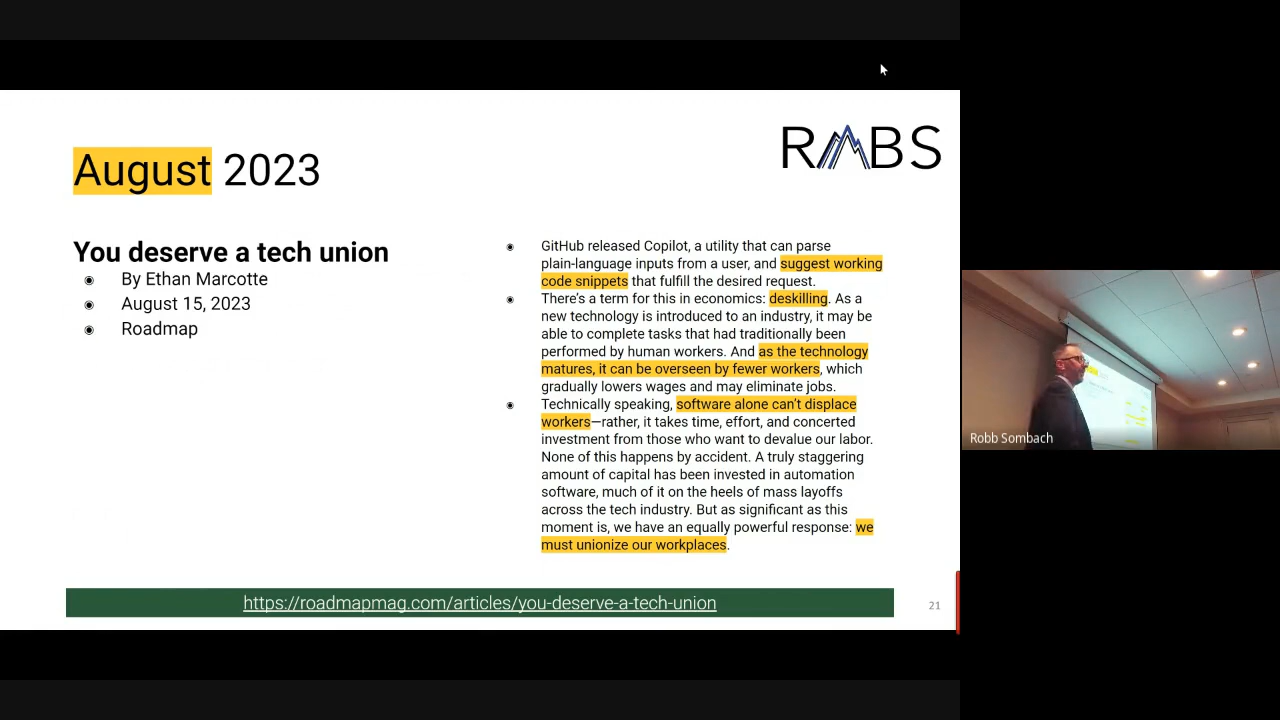 RMBS
August 2023
You deserve a tech union
By Ethan Marcotte
August 15, 2023
Roadmap
GitHub released Copilot, a utility that can parse
plain-language inputs from a user, and suggest working
code snippets that fulfill the desired request.
There's a term for this in economics: deskilling. As a
new technology is introduced to an industry, it may be
able to complete tasks that had traditionally been
performed by human workers. And as the technology
matures, it can be overseen by fewer workers, which
gradually lowers wages and may eliminate jobs.
Technically speaking, software alone can't displace
workers—rather, it takes time, effort, and concerted
investment from those who want to devalue our labor.
None of this happens by accident. A truly staggering
amount of capital has been invested in automation
software, much of it on the heels of mass layoffs
across the tech industry. But as significant as this
moment is, we have an equally powerful response: we
must unionize our workplaces.
https://roadmapmag.com/articles/you-deserve-a-tech-union
21
Robb Sombach